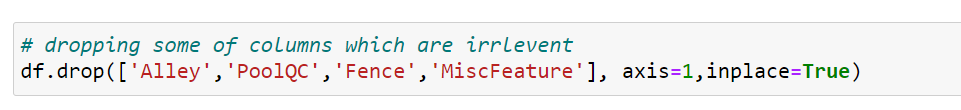 # dropping some of columns which are irrlevent
df.drop(['Alley','PoolQC','Fence','MiscFeature'], axis=1,inplace=True)